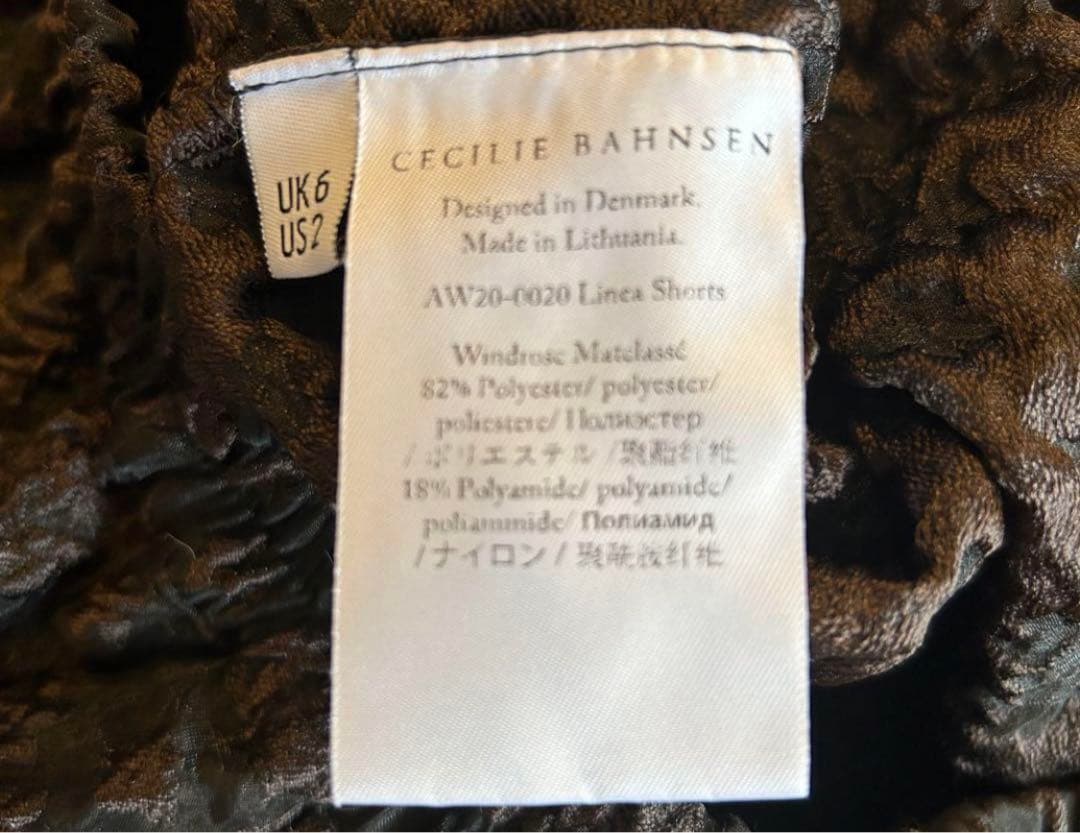 UK6
US2
CECILIE BAHNSEN
Designed in Denmark.
Made in Lithuania.
AW20-0020 Linea Shorts
Windrose Matelassé
82% Polyester/ polyester/
poliestere/ Полиэстер
/ポリエステル /聚酯纤维
18% Polyamide/ polyamide/
poliammide/ Полиамид
/ナイロン/ 聚酰胺纤维